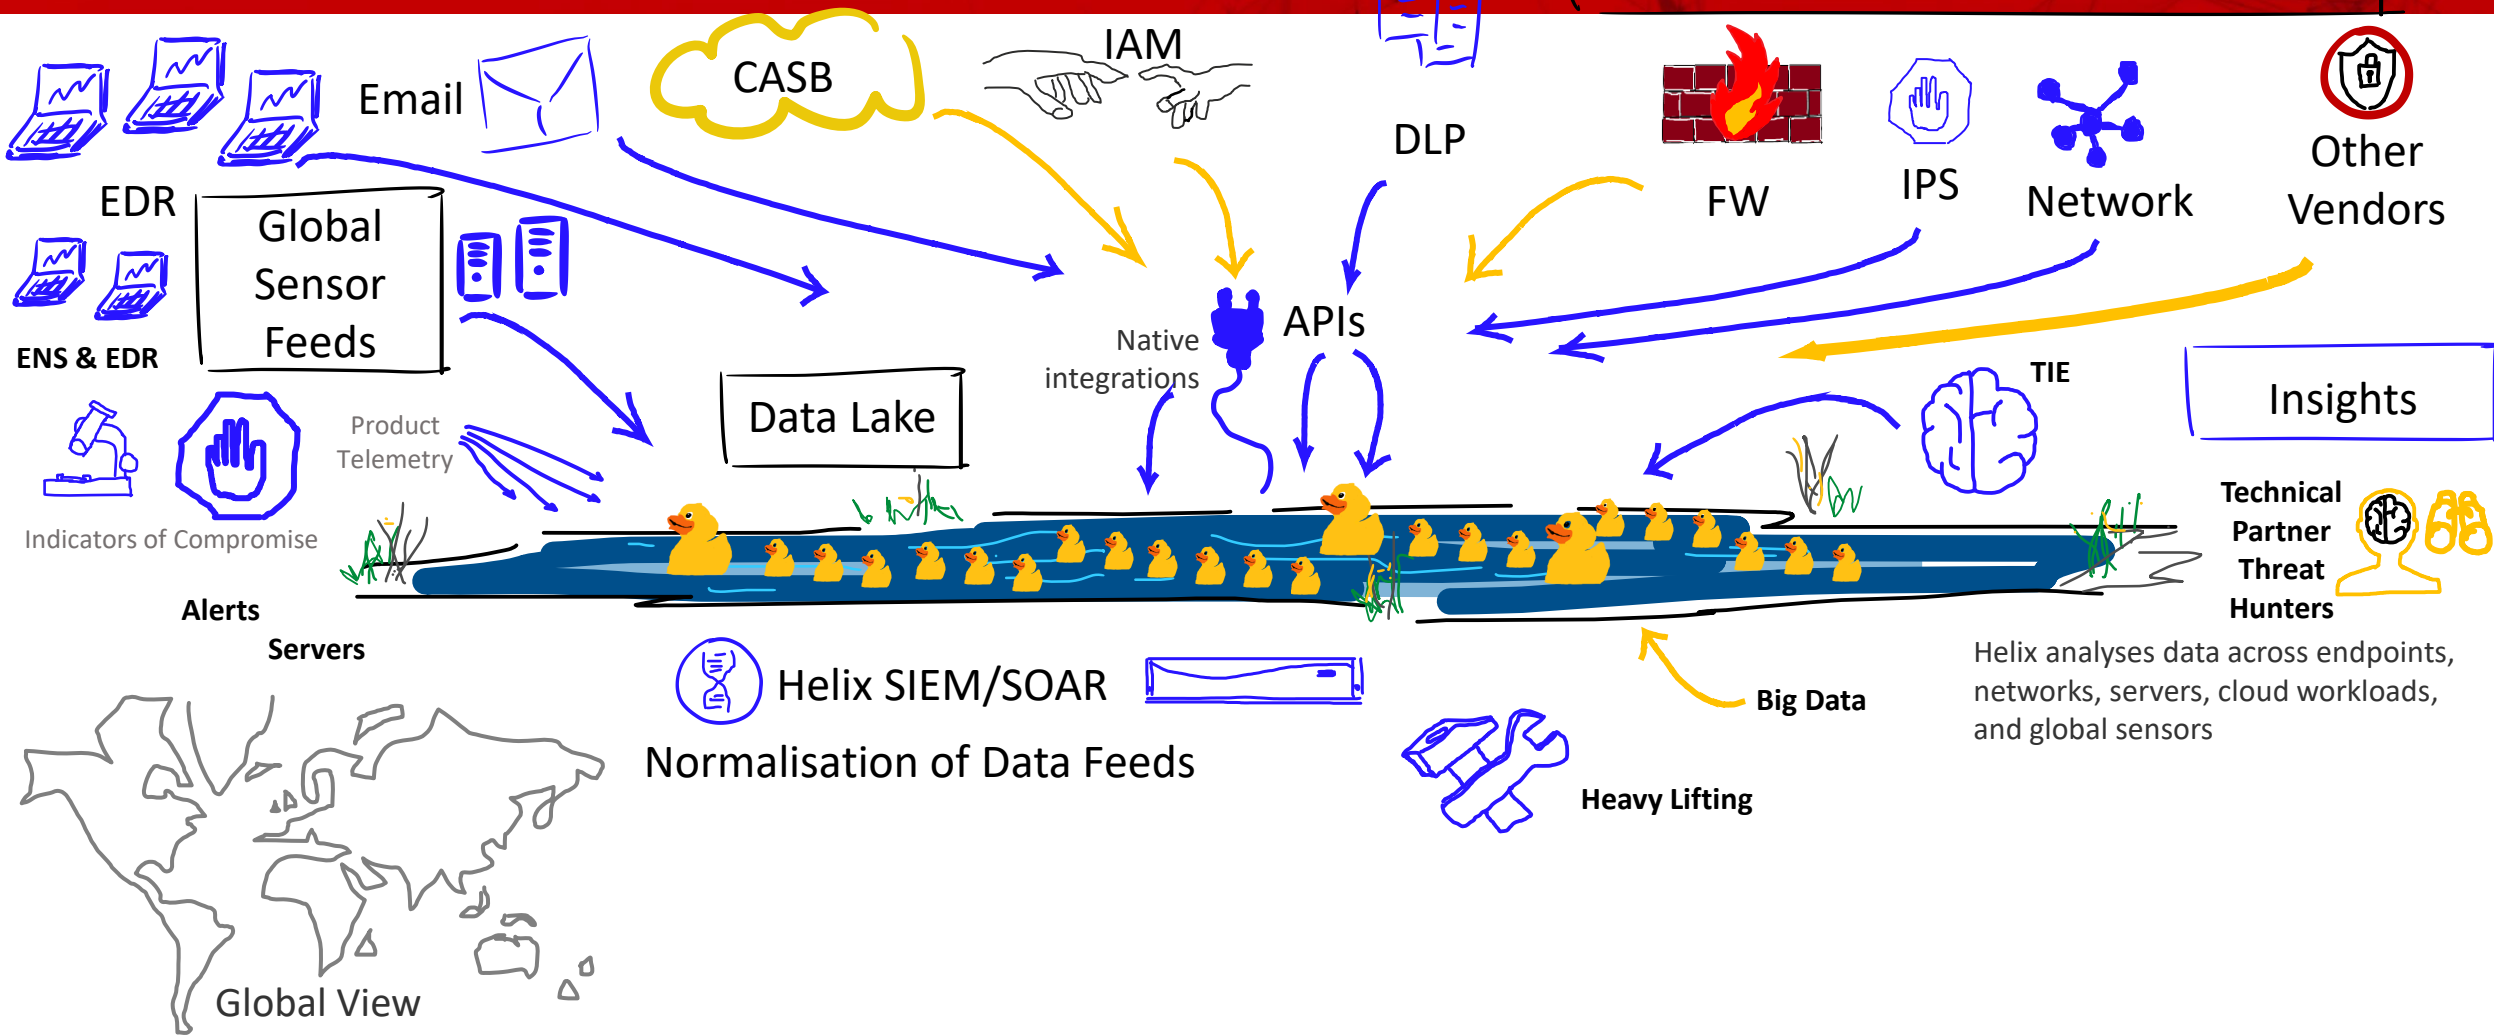 IAM
Email
CASB
DLP
Other
Vendors
EDR
FW
IPS
Network
Global
Sensor
Feeds
ENS & EDR
APIs
Native
integrations
TIE
Insights
Data Lake
Product
Telemetry
Indicators of Compromise
Technical
Partner
Threat
Hunters
Alerts
Servers
Helix SIEM/SOAR
Normalisation of Data Feeds
Big Data
Heavy Lifting
Helix analyses data across endpoints,
networks, servers, cloud workloads,
and global sensors
Global View